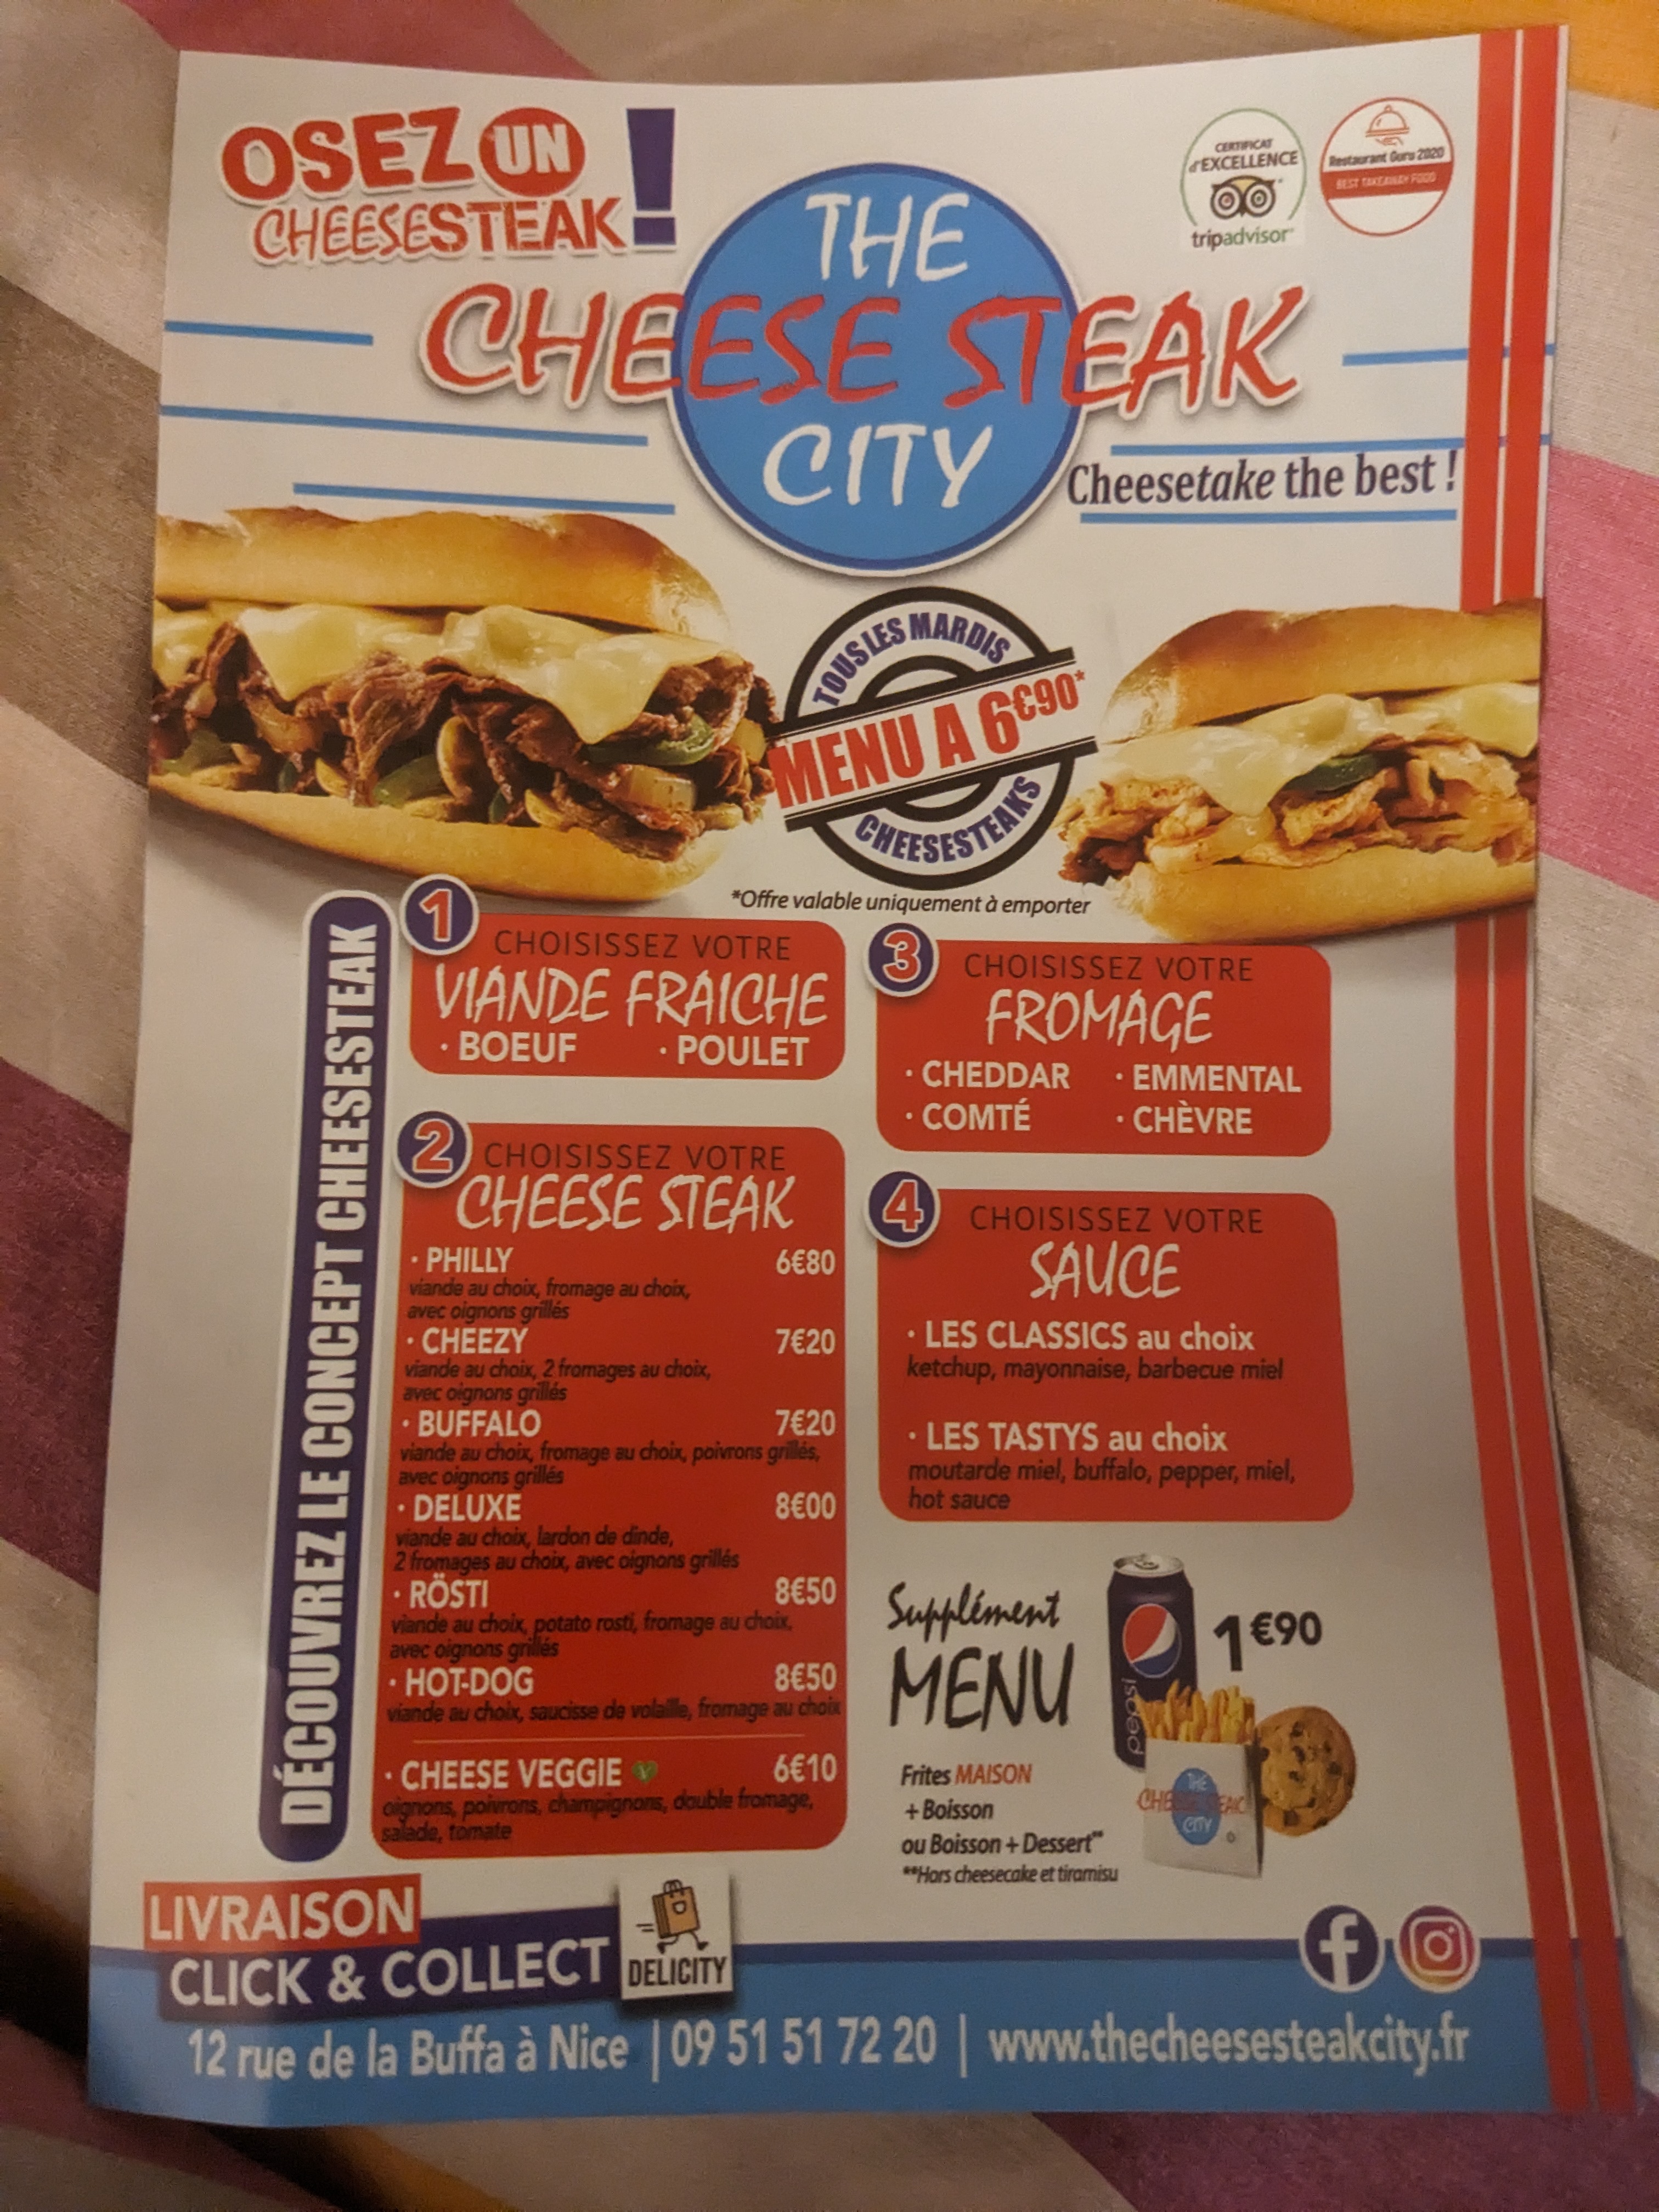 OSEZ UN
CHEESESTEAK !
CERTIFICAT
d'EXCELLENCE
tripadvisor
Restaurant Guru 2020
BEST TAKEAWAY FOOD
THE
CHEESE STEAK
CITY
Cheesetake the best !
TOUS LES MARDIS
MENU A 6€90*
CHEESESTEAKS
*Offre valable uniquement à emporter
DÉCOUVREZ LE CONCEPT CHEESESTEAK
1
CHOISISSEZ VOTRE
VIANDE FRAICHE
· BOEUF · POULET
2
CHOISISSEZ VOTRE
CHEESE STEAK
· PHILLY 6€80
viande au choix, fromage au choix,
avec oignons grillés
· CHEEZY 7€20
viande au choix, 2 fromages au choix,
avec oignons grillés
· BUFFALO 7€20
viande au choix, fromage au choix, poivrons grillés,
avec oignons grillés
· DELUXE 8€00
viande au choix, lardon de dinde,
2 fromages au choix, avec oignons grillés
· RÖSTI 8€50
viande au choix, potato rosti, fromage au choix,
avec oignons grillés
· HOT-DOG 8€50
viande au choix, saucisse de volaille, fromage au choix
· CHEESE VEGGIE V 6€10
oignons, poivrons, champignons, double fromage,
salade, tomate
3
CHOISISSEZ VOTRE
FROMAGE
· CHEDDAR · EMMENTAL
· COMTÉ · CHÈVRE
4
CHOISISSEZ VOTRE
SAUCE
· LES CLASSICS au choix
ketchup, mayonnaise, barbecue miel
· LES TASTYS au choix
moutarde miel, buffalo, pepper, miel,
hot sauce
Supplément
MENU
1€90
pepsi
THE
CHEESE STEAK
CITY
Frites MAISON
+ Boisson
ou Boisson + Dessert**
**Hors cheesecake et tiramisu
LIVRAISON
CLICK & COLLECT
DELICITY
12 rue de la Buffa à Nice | 09 51 51 72 20 | www.thecheesesteakcity.fr